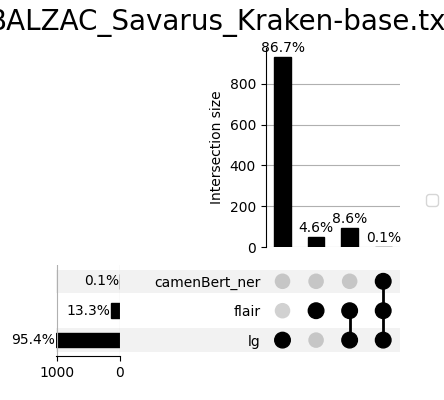 BALZAC_Savarus_Kraken-base.tx
86.7%
800
600
400
200
0
Intersection size
4.6%
8.6%
0.1%
0.1%
camenBert_ner
13.3%
flair
95.4%
lg
1000
0